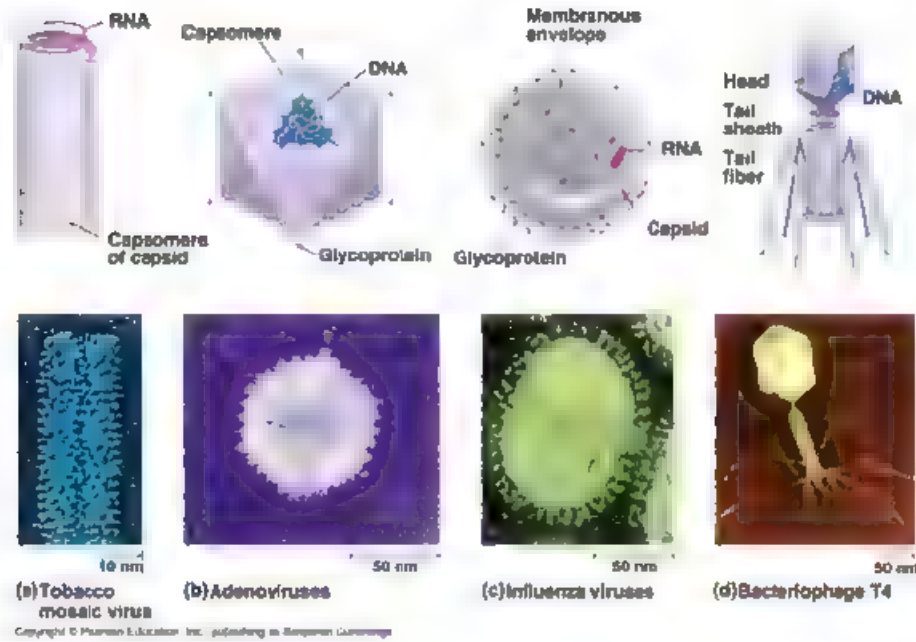 RNA
Capsomere
of capsid
Capsomere
DNA
Glycoprotein
Membranous
envelope
RNA
Capsid
Glycoprotein
Head
Tail
sheath
Tail
fiber
DNA
10 nm
50 nm
50 nm
50 nm
(a) Tobacco
mosaic virus
(b) Adenoviruses
(c) Influenza viruses
(d) Bacteriophage T4
Copyright © Pearson Education, Inc., publishing as Benjamin Cummings